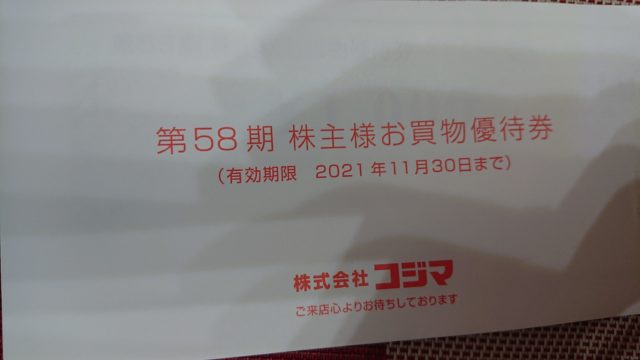 第58期 株主様お買物優待券
(有効期限 2021年11月30日まで)
株式会社 コジマ
ご来店心よりお待ちしております